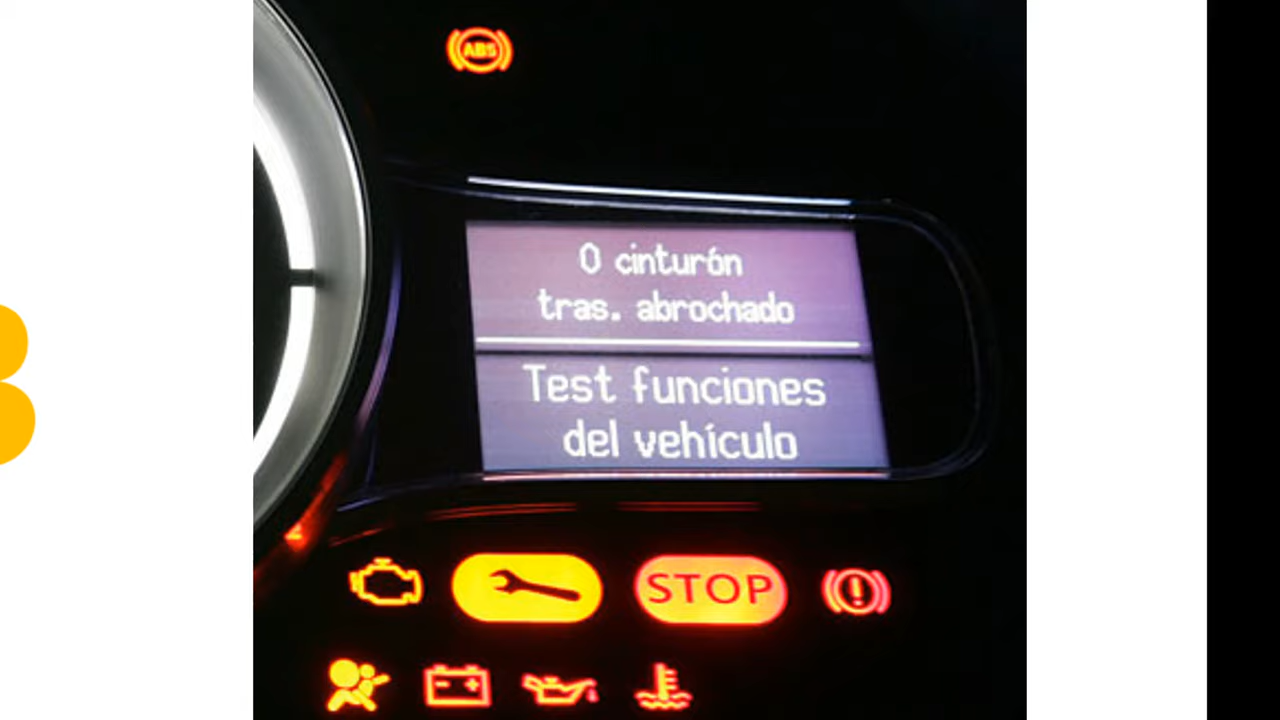 ABS
0 cinturón
tras. abrochado
Test funciones
del vehículo
STOP